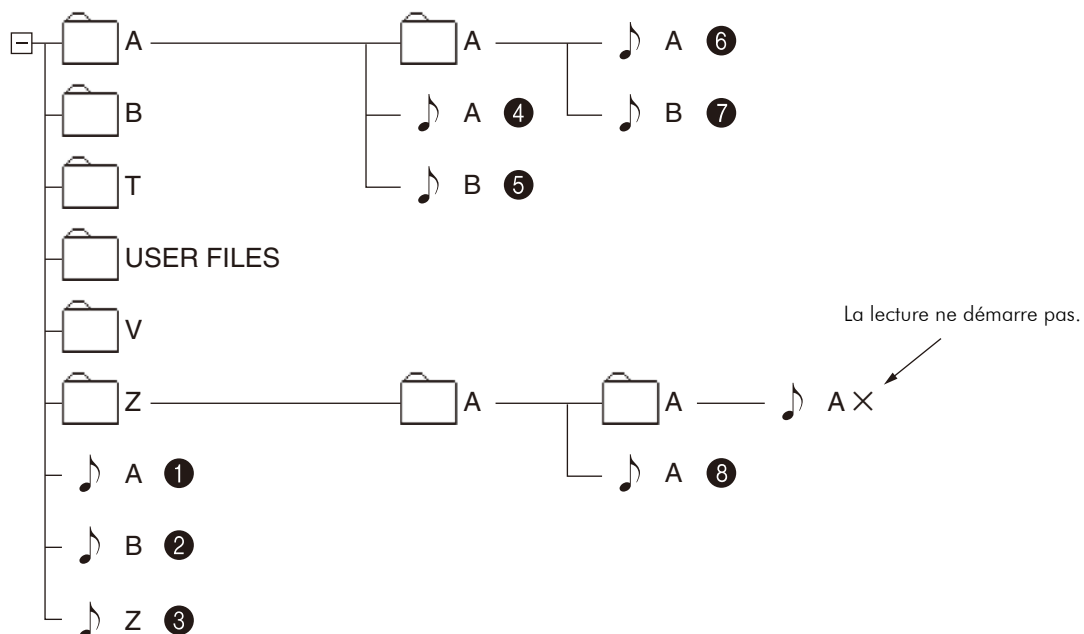 A A A 6
B A 4 B 7
T B 5
USER FILES
V
La lecture ne démarre pas.
Z A A A ×
A 1 A 8
B 2
Z 3